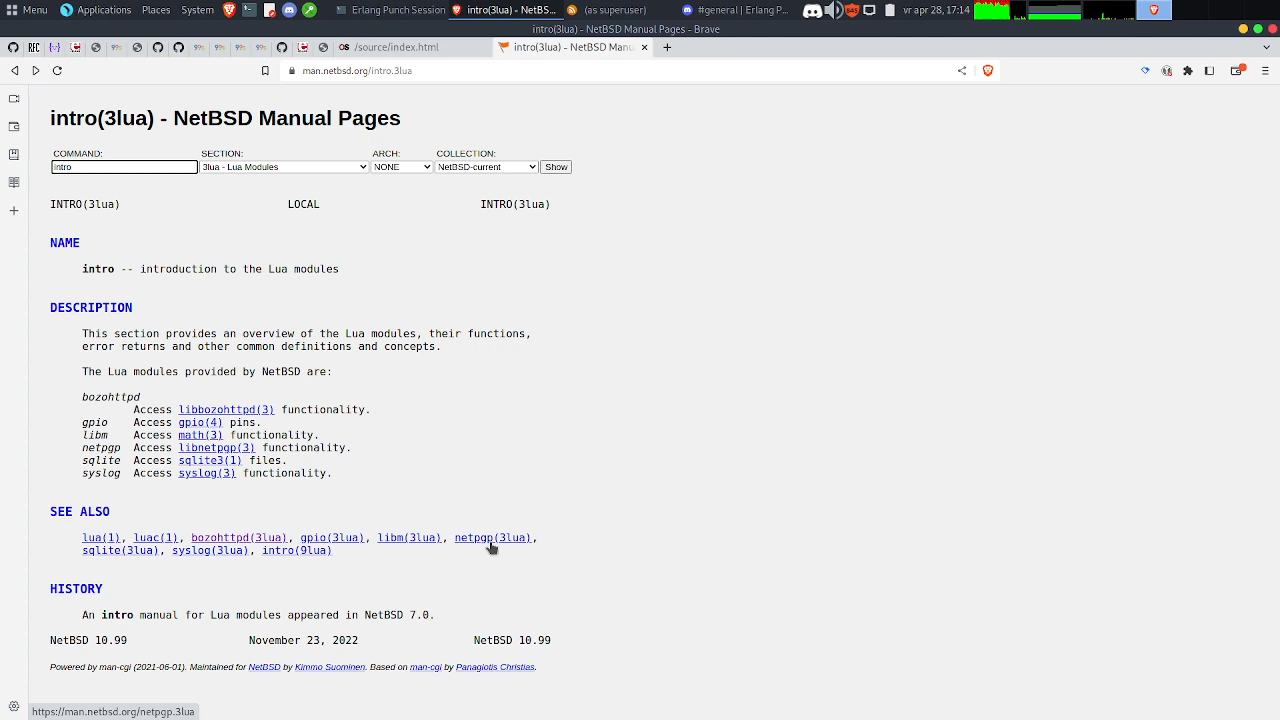 Menu Applications Places System Erlang Punch Session intro(3lua) - NetBS... (as superuser) #general | Erlang P... vr apr 28, 17:14
intro(3lua) - NetBSD Manual Pages - Brave
/source/index.html intro(3lua) - NetBSD Manu
man.netbsd.org/intro.3lua
intro(3lua) - NetBSD Manual Pages
COMMAND: SECTION: ARCH: COLLECTION:
intro 3lua - Lua Modules NONE NetBSD-current Show
INTRO(3lua) LOCAL INTRO(3lua)
NAME
intro -- introduction to the Lua modules
DESCRIPTION
This section provides an overview of the Lua modules, their functions,
error returns and other common definitions and concepts.
The Lua modules provided by NetBSD are:
bozohttpd
Access libbozohttpd(3) functionality.
gpio Access gpio(4) pins.
libm Access math(3) functionality.
netpgp Access libnetpgp(3) functionality.
sqlite Access sqlite3(1) files.
syslog Access syslog(3) functionality.
SEE ALSO
lua(1), luac(1), bozohttpd(3lua), gpio(3lua), libm(3lua), netpgp(3lua),
sqlite(3lua), syslog(3lua), intro(9lua)
HISTORY
An intro manual for Lua modules appeared in NetBSD 7.0.
NetBSD 10.99 November 23, 2022 NetBSD 10.99
Powered by man-cgi (2021-06-01). Maintained for NetBSD by Kimmo Suominen. Based on man-cgi by Panagiotis Christias.
https://man.netbsd.org/netpgp.3lua